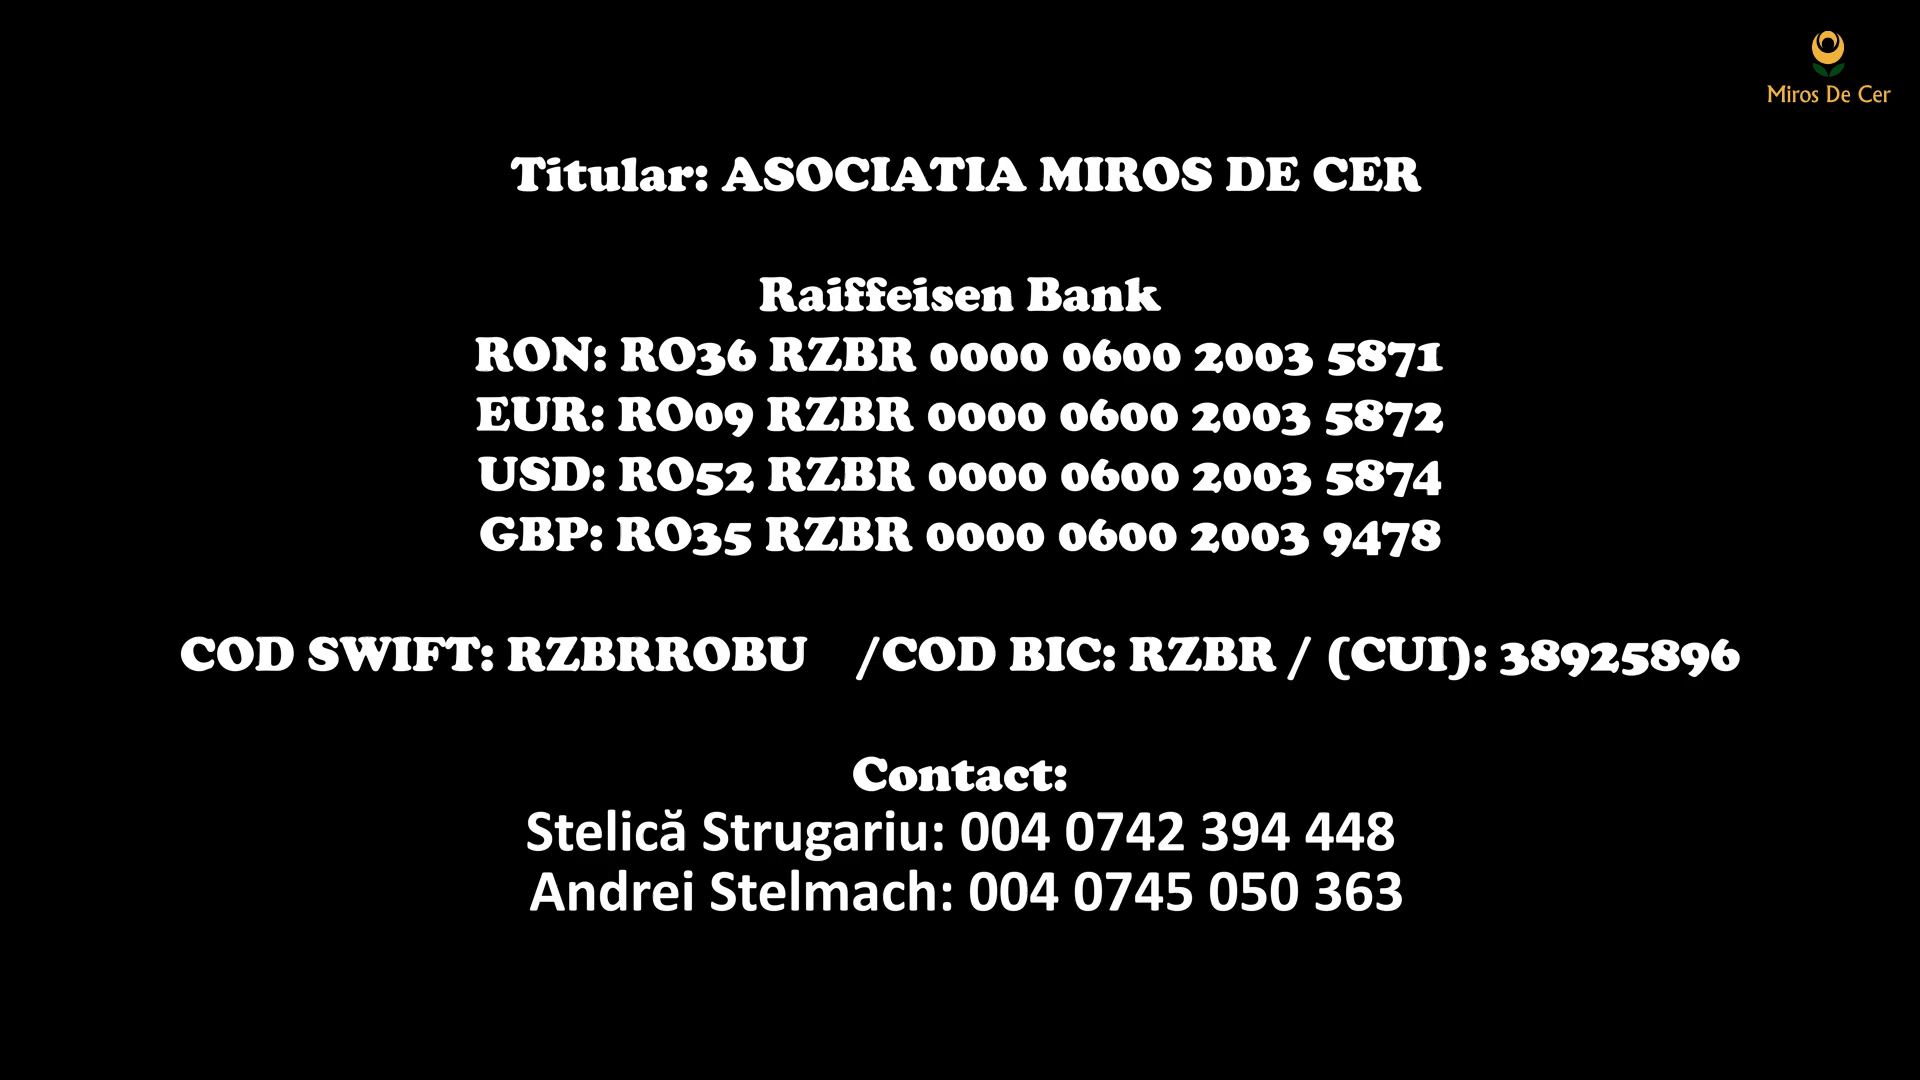 Miros De Cer
Titular: ASOCIATIA MIROS DE CER
Raiffeisen Bank
RON: RO36 RZBR 0000 0600 2003 5871
EUR: RO09 RZBR 0000 0600 2003 5872
USD: RO52 RZBR 0000 0600 2003 5874
GBP: RO35 RZBR 0000 0600 2003 9478
COD SWIFT: RZBRROBU /COD BIC: RZBR / (CUI): 38925896
Contact:
Stelică Strugariu: 004 0742 394 448
Andrei Stelmach: 004 0745 050 363